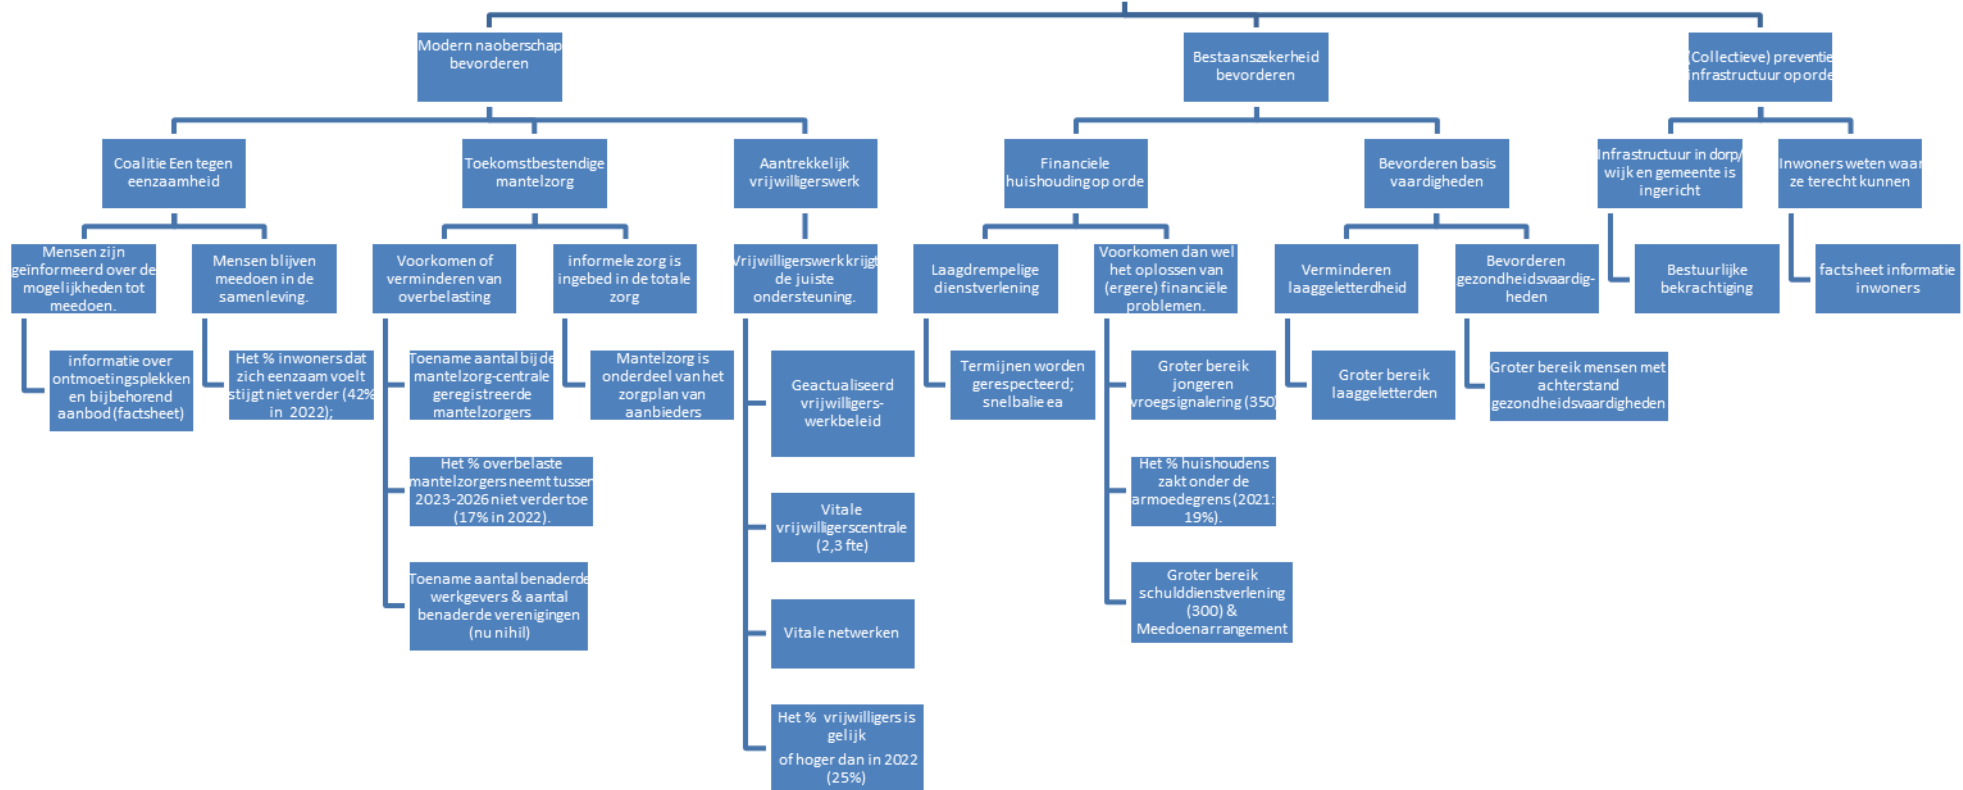 Modern naoberschap
bevorderen
Bestaanszekerheid
bevorderen
(Collectieve) preventie
infrastructuur op orde
Coalitie Een tegen
eenzaamheid
Toekomstbestendige
mantelzorg
Aantrekkelijk
vrijwilligerswerk
Financiele
huishouding op orde
Bevorderen basis
vaardigheden
Infrastructuur in dorp/
wijk en gemeente is
ingericht
Inwoners weten waar
ze terecht kunnen
Mensen zijn
geïnformeerd over de
mogelijkheden tot
meedoen.
Mensen blijven
meedoen in de
samenleving.
Voorkomen of
verminderen van
overbelasting
informele zorg is
ingebed in de totale
zorg
Vrijwilligerswerk krijgt
de juiste
ondersteuning.
Laagdrempelige
dienstverlening
Voorkomen dan wel
het oplossen van
(ergere) financiële
problemen.
Verminderen
laaggeletterdheid
Bevorderen
gezondheidsvaardig-
heden
Bestuurlijke
bekrachtiging
factsheet informatie
inwoners
informatie over
ontmoetingsplekken
en bijbehorend
aanbod (factsheet)
Het % inwoners dat
zich eenzaam voelt
stijgt niet verder (42%
in 2022);
Toename aantal bij de
mantelzorg-centrale
geregistreerde
mantelzorgers
Mantelzorg is
onderdeel van het
zorgplan van
aanbieders
Geactualiseerd
vrijwilligers-
werkbeleid
Termijnen worden
gerespecteerd;
snelbalie ea
Groter bereik
jongeren
vroegsignalering (350)
Groter bereik
laaggeletterden
Groter bereik mensen met
achterstand
gezondheidsvaardigheden
Het % overbelaste
mantelzorgers neemt tussen
2023-2026 niet verder toe
(17% in 2022).
Vitale
vrijwilligerscentrale
(2,3 fte)
Het % huishoudens
zakt onder de
armoedegrens (2021:
19%).
Toename aantal benaderde
werkgevers & aantal
benaderde verenigingen
(nu nihil)
Vitale netwerken
Groter bereik
schulddienstverlening
(300) &
Meedoenarrangement
Het % vrijwilligers is
gelijk
of hoger dan in 2022
(25%)